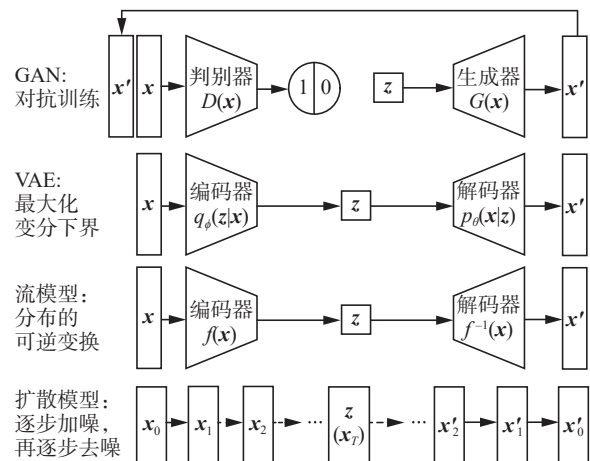 GAN:
对抗训练
x′ x 判别器
D(x)
1 0
z 生成器
G(x)
x′
VAE:
最大化
变分下界
x 编码器
qϕ(z|x)
z 解码器
pθ(x|z)
x′
流模型：
分布的
可逆变换
x 编码器
f(x)
z 解码器
f⁻¹(x)
x′
扩散模型：
逐步加噪，
再逐步去噪
x₀ x₁ x₂ … z
(x_T)
… x′₂ x′₁ x′₀